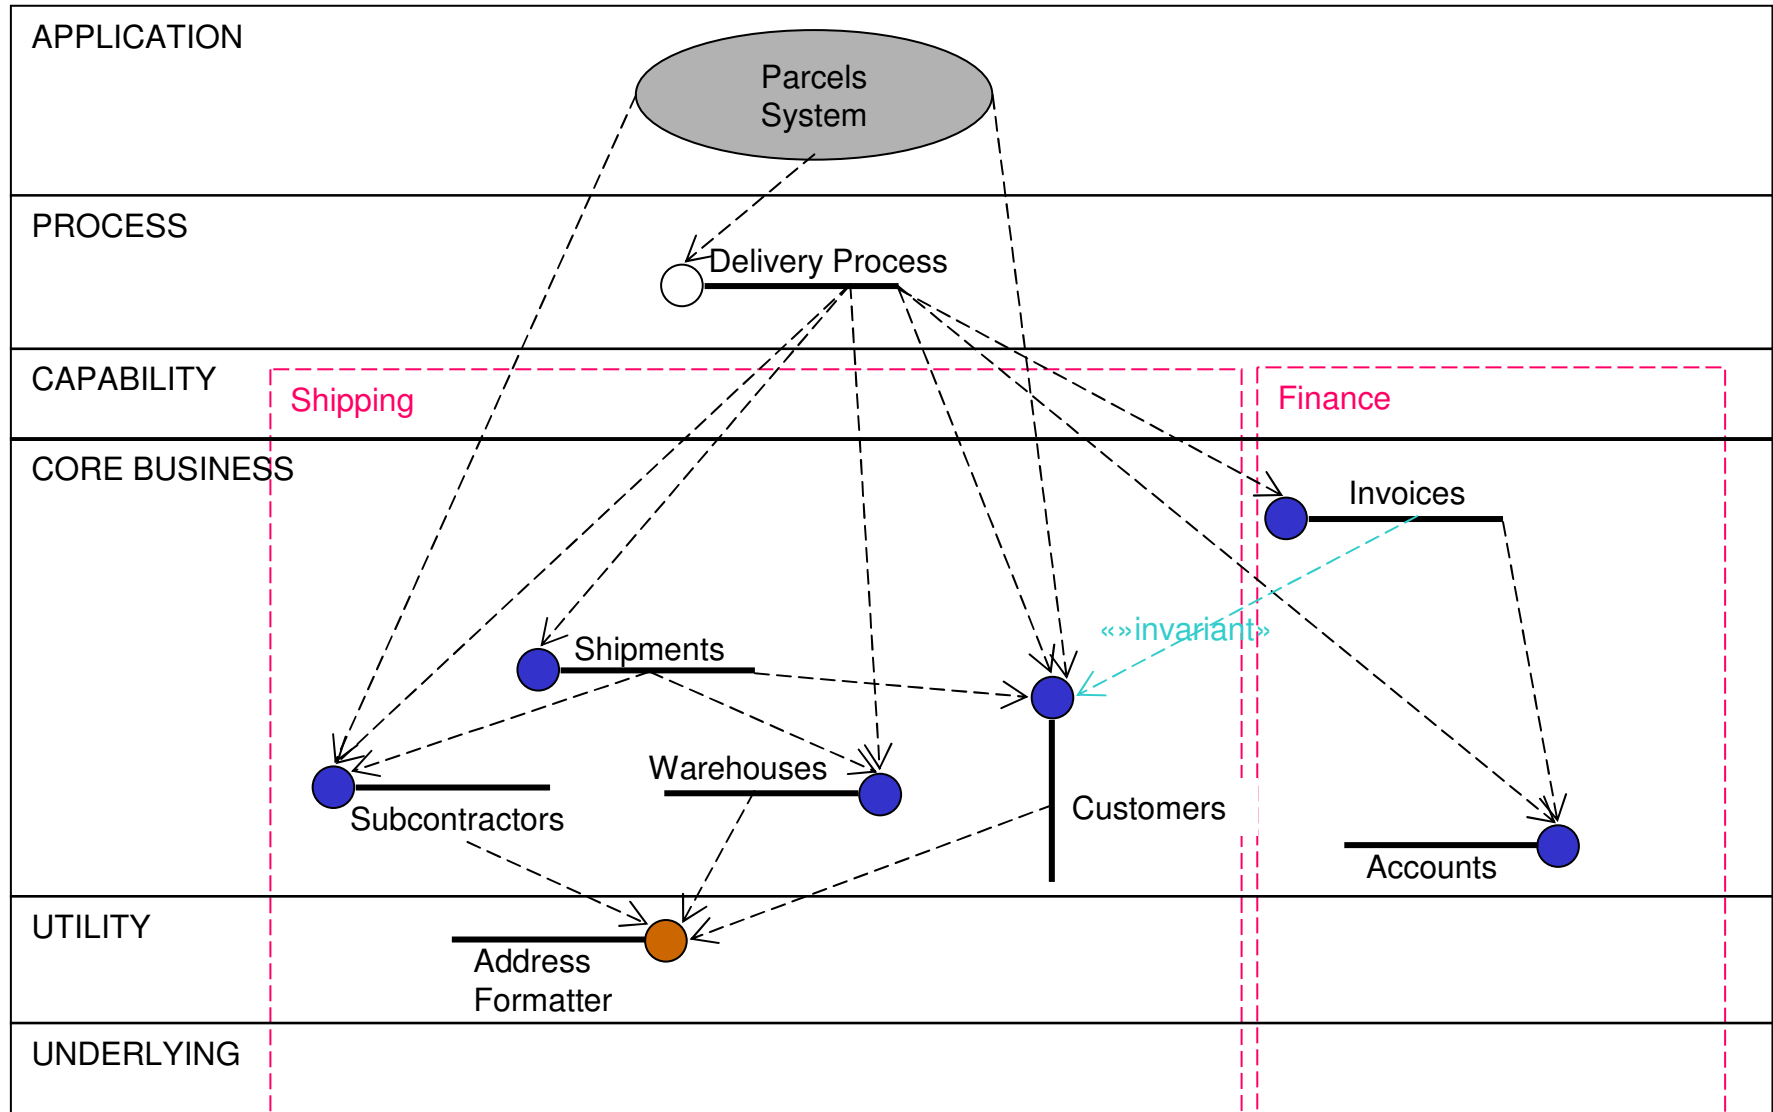 APPLICATION
Parcels
System
PROCESS
Delivery Process
CAPABILITY
Shipping
Finance
CORE BUSINESS
Invoices
«»invariant»
Shipments
Warehouses
Customers
Subcontractors
Accounts
UTILITY
Address
Formatter
UNDERLYING